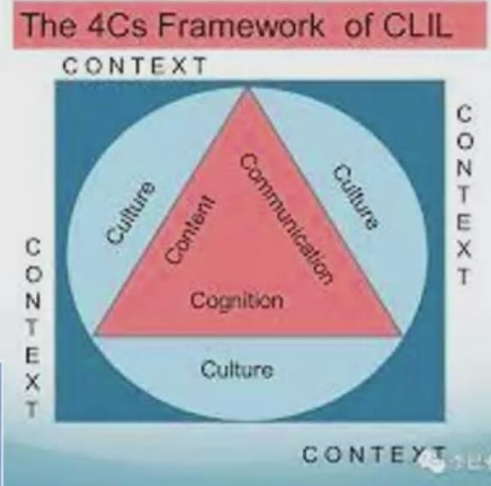 The 4Cs Framework of CLIL
CONTEXT
CONTEXT
Culture
Culture
Content
Communication
Cognition
Culture
CONTEXT
CONTEXT